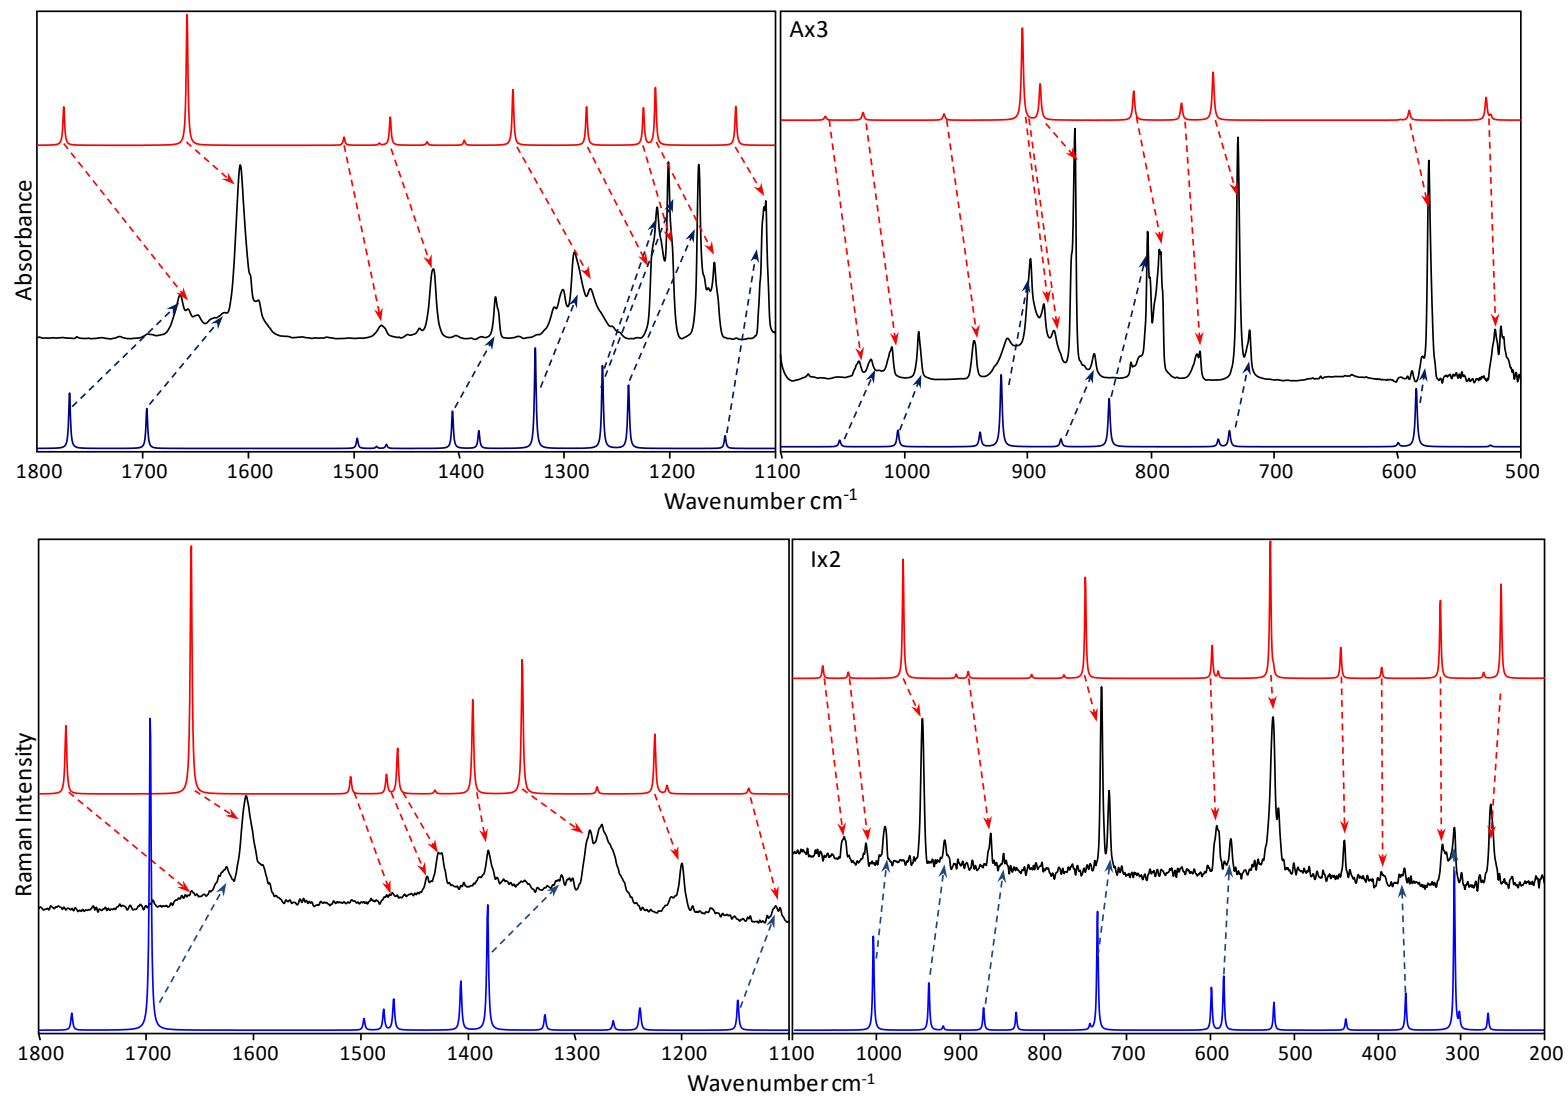 Ax3
Absorbance
1800 1700 1600 1500 1400 1300 1200 1100 1000 900 800 700 600 500
Wavenumber cm-1
Ix2
Raman Intensity
1800 1700 1600 1500 1400 1300 1200 1100 1000 900 800 700 600 500 400 300 200
Wavenumber cm-1